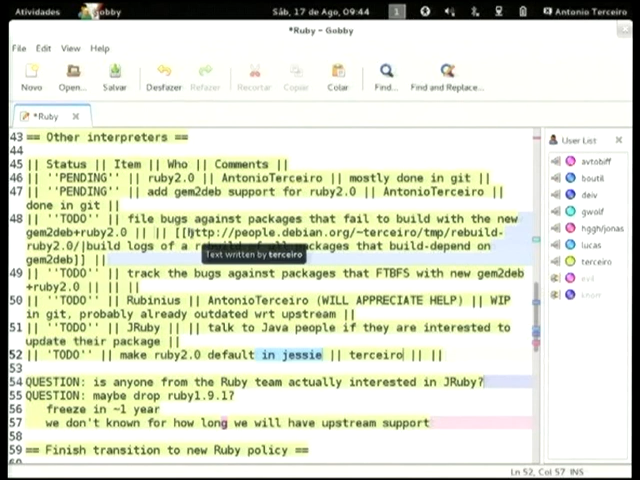 Atividades
Gobby
Sáb, 17 de Ago, 09:44
1
Antonio Terceiro
*Ruby - Gobby
File Edit View Help
Novo Open... Salvar Desfazer Refazer Recortar Copiar Colar Find... Find and Replace...
*Ruby
43 == Other interpreters ==
44
45 || Status || Item || Who || Comments ||
46 || ''PENDING'' || ruby2.0 || AntonioTerceiro || mostly done in git ||
47 || ''PENDING'' || add gem2deb support for ruby2.0 || AntonioTerceiro ||
done in git ||
48 || ''TODO'' || file bugs against packages that fail to build with the new
gem2deb+ruby2.0 || || [[http://people.debian.org/~terceiro/tmp/rebuild-
ruby2.0/|build logs of a rebuild of all packages that build-depend on
gem2deb]] ||
Text written by terceiro
49 || ''TODO'' || track the bugs against packages that FTBFS with new gem2deb
+ruby2.0 || || ||
50 || ''TODO'' || Rubinius || AntonioTerceiro (WILL APPRECIATE HELP) || WIP
in git, probably already outdated wrt upstream ||
51 || ''TODO'' || JRuby || || talk to Java people if they are interested to
update their package ||
52 || 'TODO'' || make ruby2.0 default in jessie || terceiro || ||
53
54 QUESTION: is anyone from the Ruby team actually interested in JRuby?
55 QUESTION: maybe drop ruby1.9.1?
56 freeze in ~1 year
57 we don't known for how long we will have upstream support
58
59 == Finish transition to new Ruby policy ==
User List
avtobiff
boutil
deiv
gwolf
hggh/jonas
lucas
terceiro
Ln 52, Col 57 INS